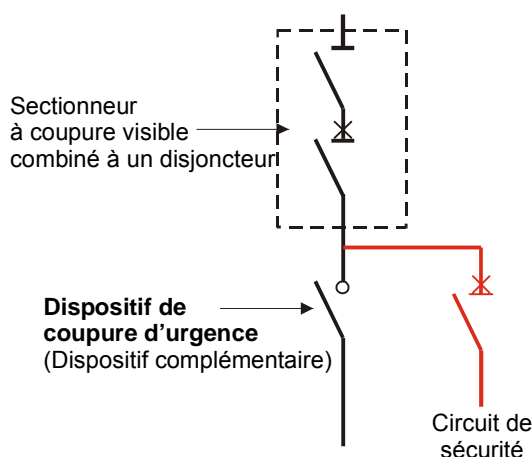 Sectionneur
à coupure visible
combiné à un disjoncteur
Dispositif de
coupure d’urgence
(Dispositif complémentaire)
Circuit de
sécurité